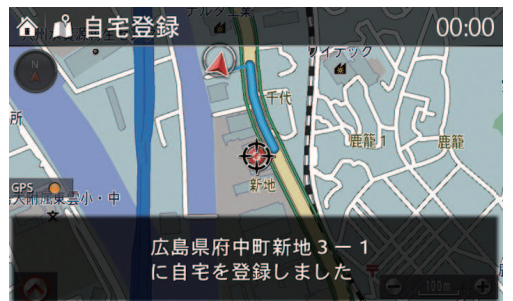 自宅登録
00:00
N
千代
鹿籠1
鹿籠
新地
GPS
広島県府中町新地3-1
に自宅を登録しました
100m